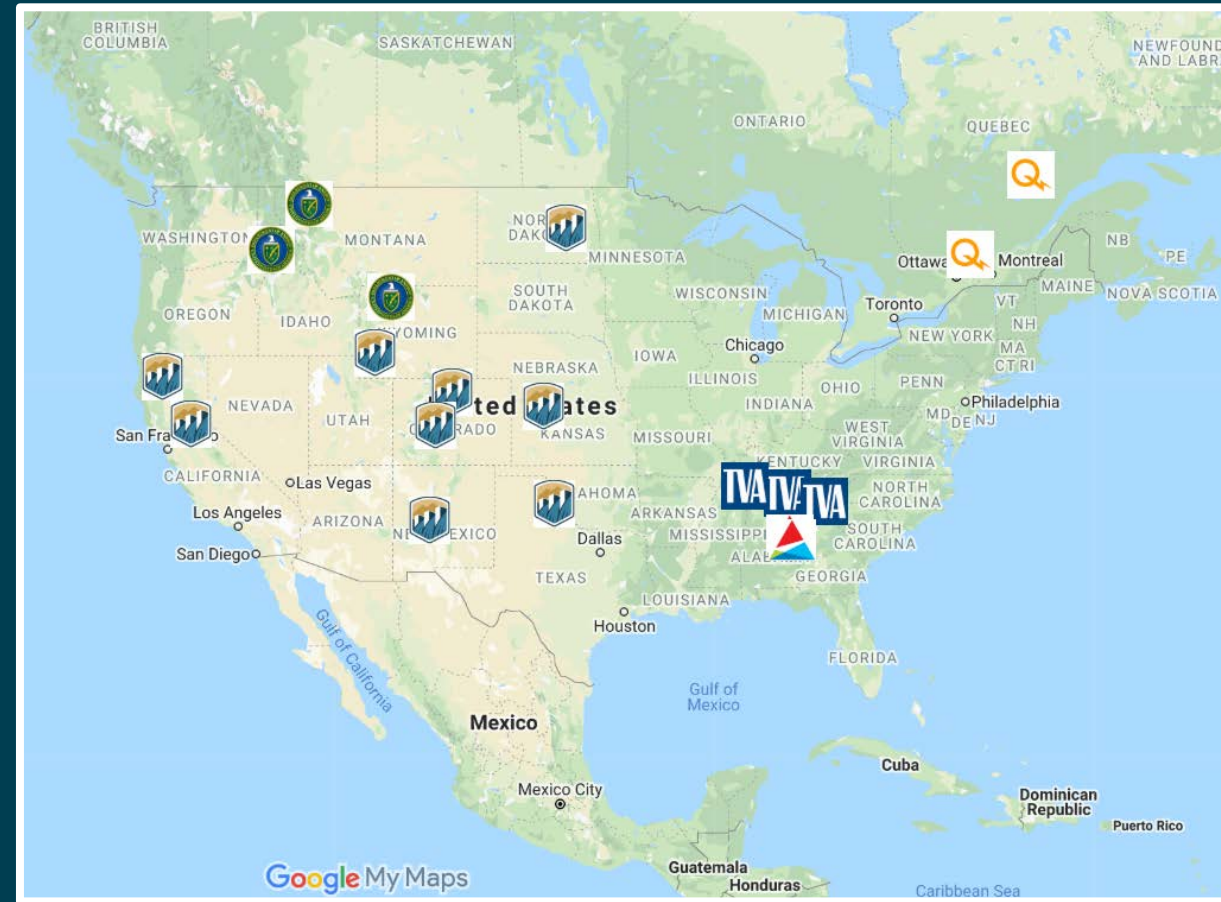 BRITISH
COLUMBIA
SASKATCHEWAN
NEWFOUND
AND LABR
ONTARIO
QUEBEC
Q
WASHINGTON
MONTANA
NOR
DAKO
MINNESOTA
Q
Ottawa
Montreal
NB
PE
MAINE
NOVA SCOTIA
OREGON
IDAHO
WYOMING
SOUTH
DAKOTA
WISCONSIN
MICHIGAN
Toronto
VT
NH
NEW YORK
MA
CT RI
Chicago
IOWA
NEBRASKA
ILLINOIS
INDIANA
OHIO
PENN
Philadelphia
MD
DE
NJ
NEVADA
UTAH
ted
ates
RADO
KANSAS
MISSOURI
WEST
VIRGINIA
San Fra
o
CALIFORNIA
Las Vegas
KENTUCKY
VIRGINIA
TVA
TVA
TVA
NORTH
CAROLINA
Los Angeles
ARIZONA
N
EXICO
AHOMA
ARKANSAS
MISSISSIPP
SOUTH
CAROLINA
San Diego
Dallas
ALAB
GEORGIA
TEXAS
LOUISIANA
Houston
FLORIDA
Gulf of California
Gulf of
Mexico
Mexico
Cuba
Mexico City
Dominican
Republic
Puerto Rico
Guatemala
Honduras
Caribbean Sea
Google My Maps